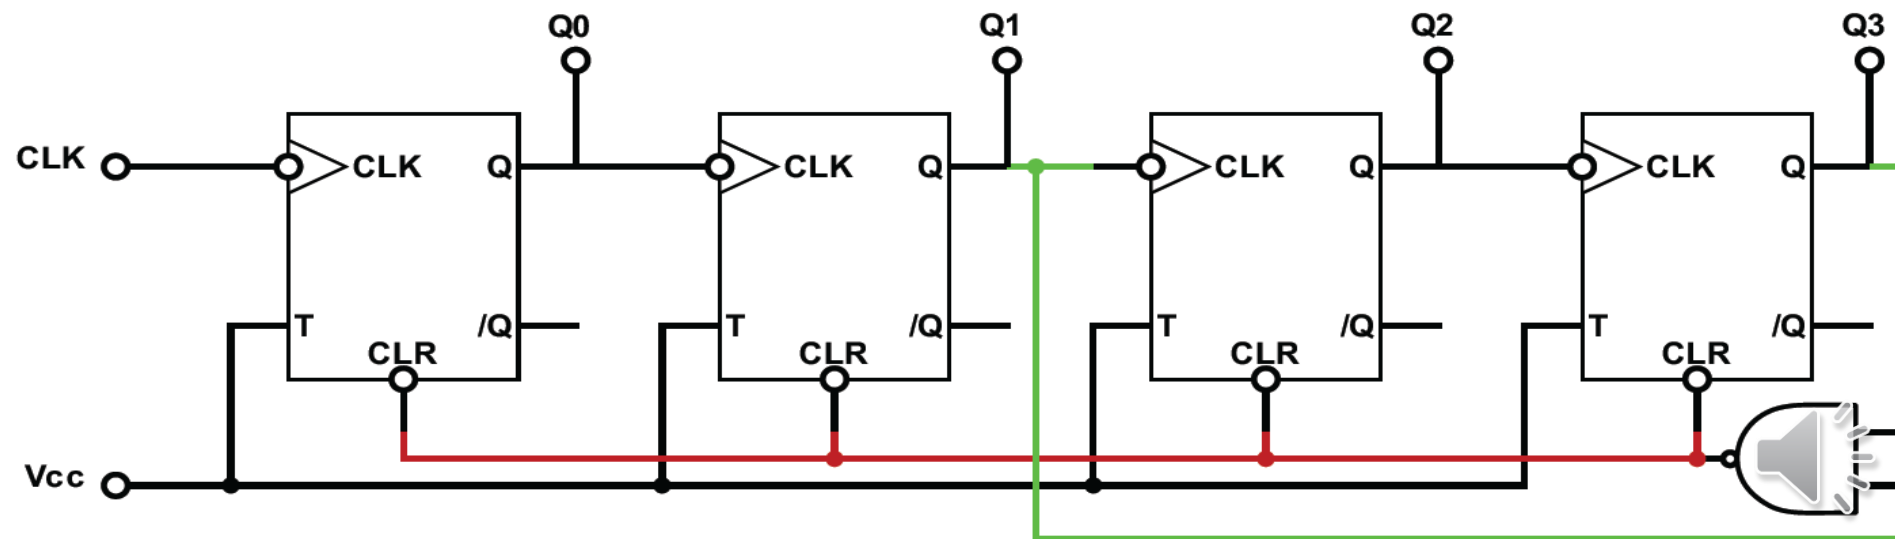 Q0 Q1 Q2 Q3
CLK CLK Q CLK Q CLK Q CLK Q
T /Q T /Q T /Q T /Q
CLR CLR CLR CLR
Vcc